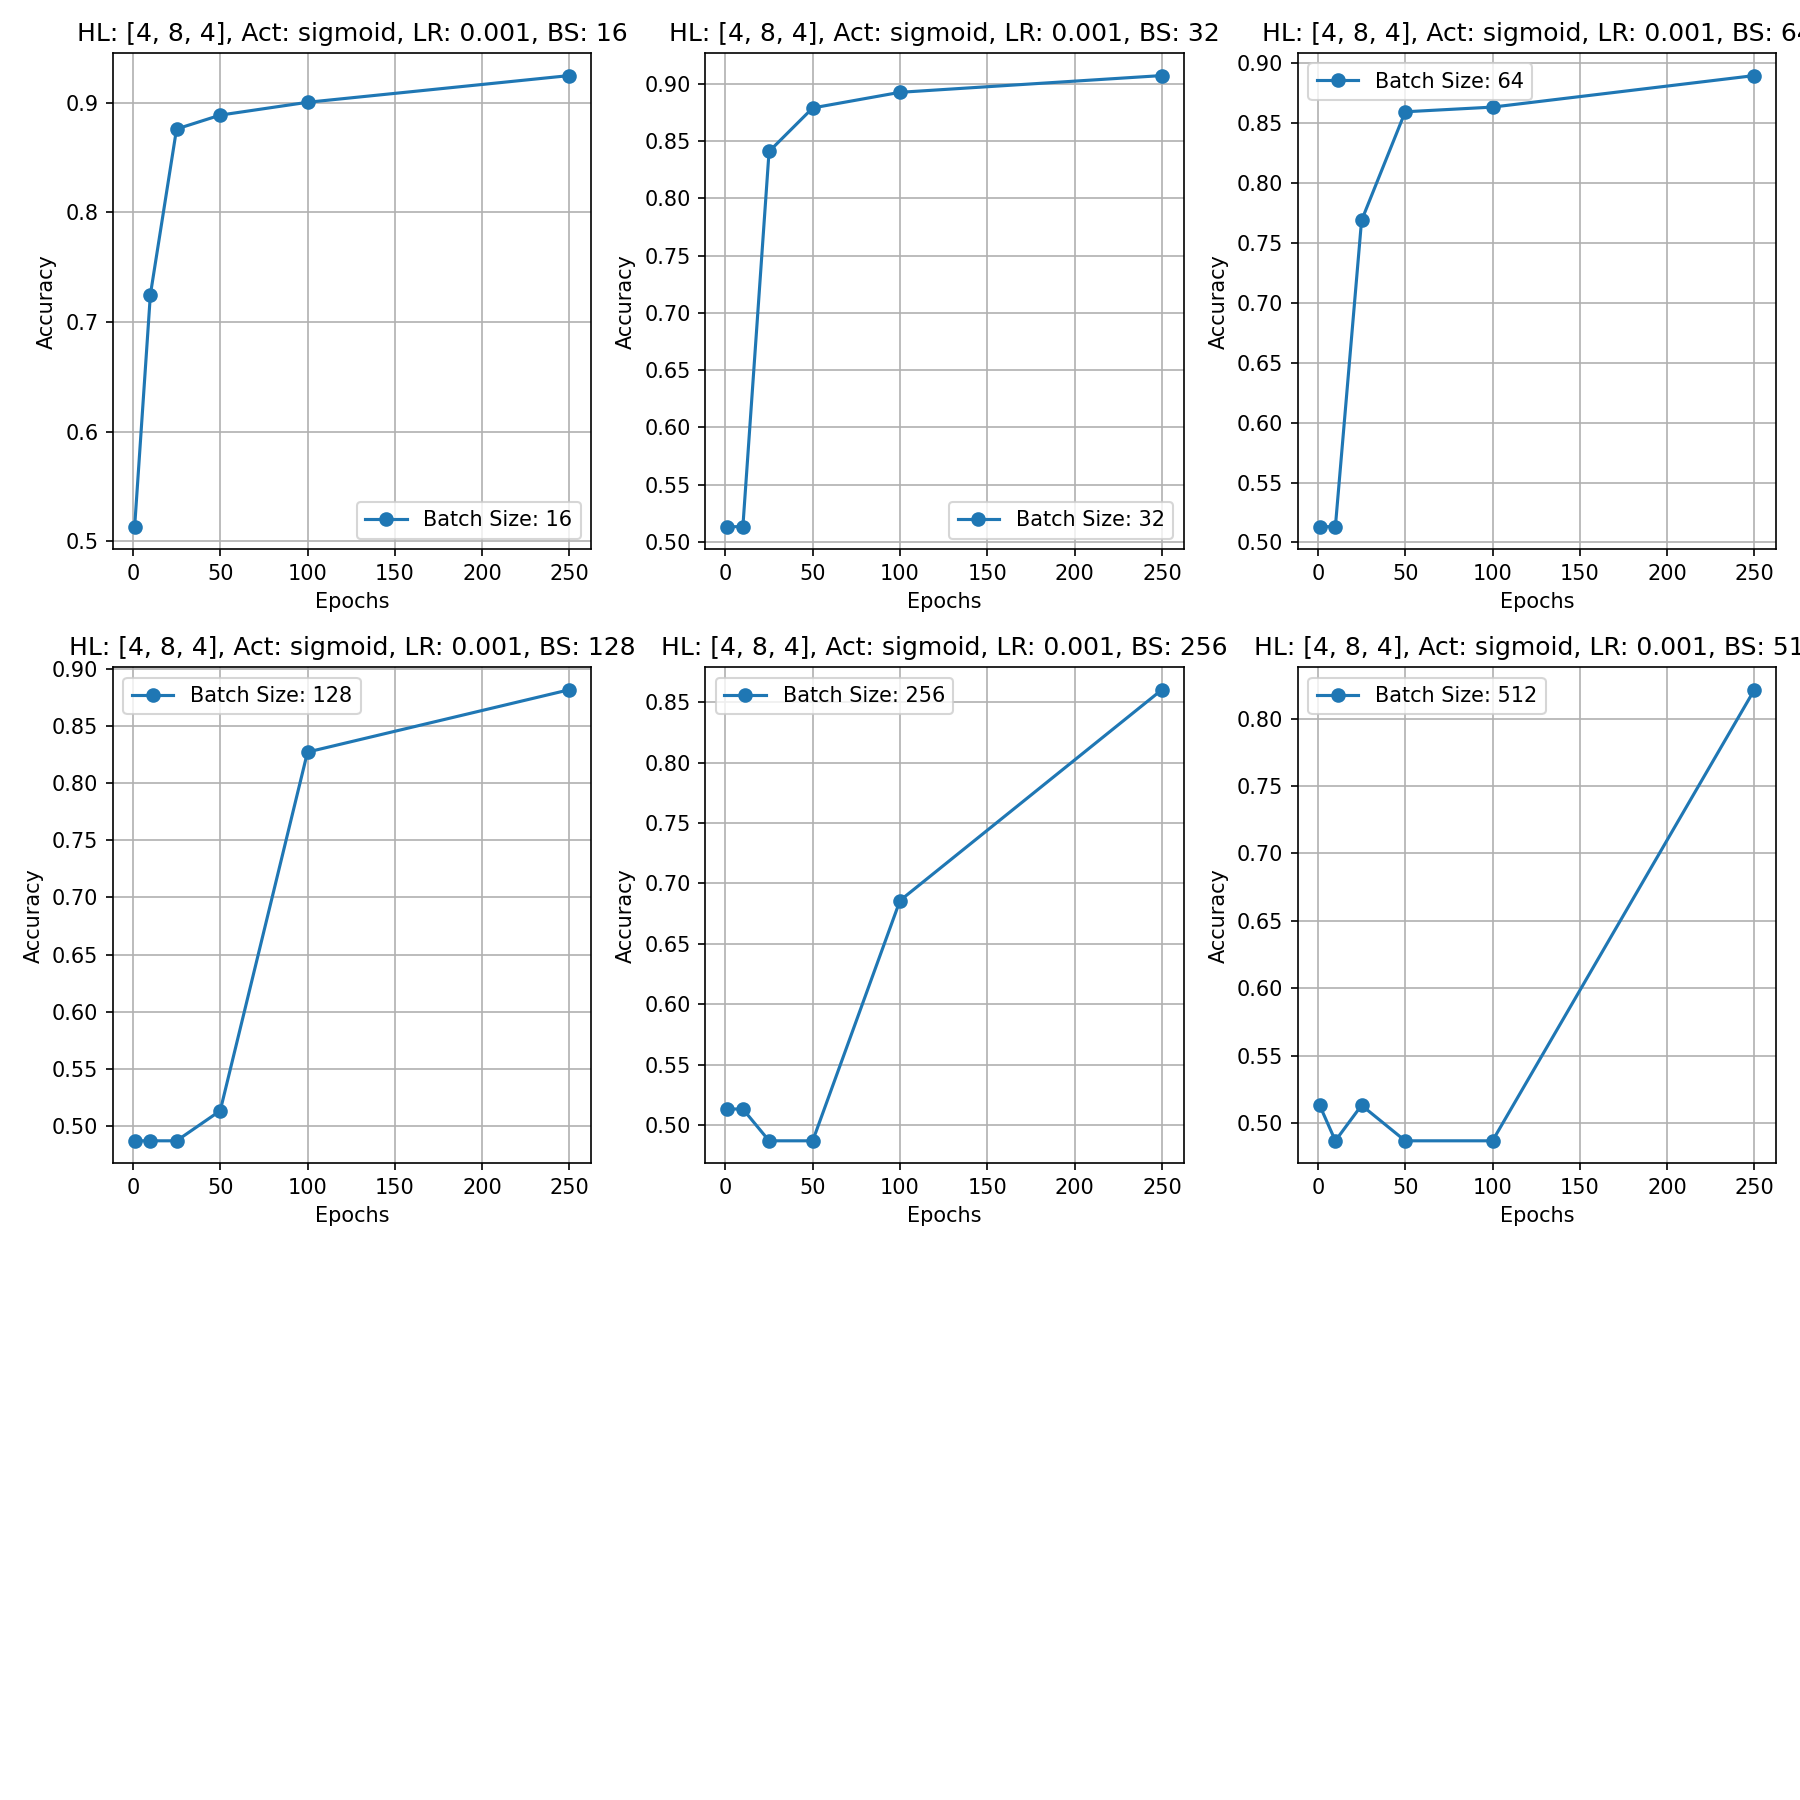 HL: [4, 8, 4], Act: sigmoid, LR: 0.001, BS: 16
Accuracy
0.9
0.8
0.7
0.6
0.5
Batch Size: 16
0 50 100 150 200 250
Epochs
HL: [4, 8, 4], Act: sigmoid, LR: 0.001, BS: 32
Accuracy
0.90
0.85
0.80
0.75
0.70
0.65
0.60
0.55
0.50
Batch Size: 32
0 50 100 150 200 250
Epochs
HL: [4, 8, 4], Act: sigmoid, LR: 0.001, BS: 64
Accuracy
0.90
0.85
0.80
0.75
0.70
0.65
0.60
0.55
0.50
Batch Size: 64
0 50 100 150 200 250
Epochs
HL: [4, 8, 4], Act: sigmoid, LR: 0.001, BS: 128
Accuracy
0.90
0.85
0.80
0.75
0.70
0.65
0.60
0.55
0.50
Batch Size: 128
0 50 100 150 200 250
Epochs
HL: [4, 8, 4], Act: sigmoid, LR: 0.001, BS: 256
Accuracy
0.85
0.80
0.75
0.70
0.65
0.60
0.55
0.50
Batch Size: 256
0 50 100 150 200 250
Epochs
HL: [4, 8, 4], Act: sigmoid, LR: 0.001, BS: 51
Accuracy
0.80
0.75
0.70
0.65
0.60
0.55
0.50
Batch Size: 512
0 50 100 150 200 250
Epochs